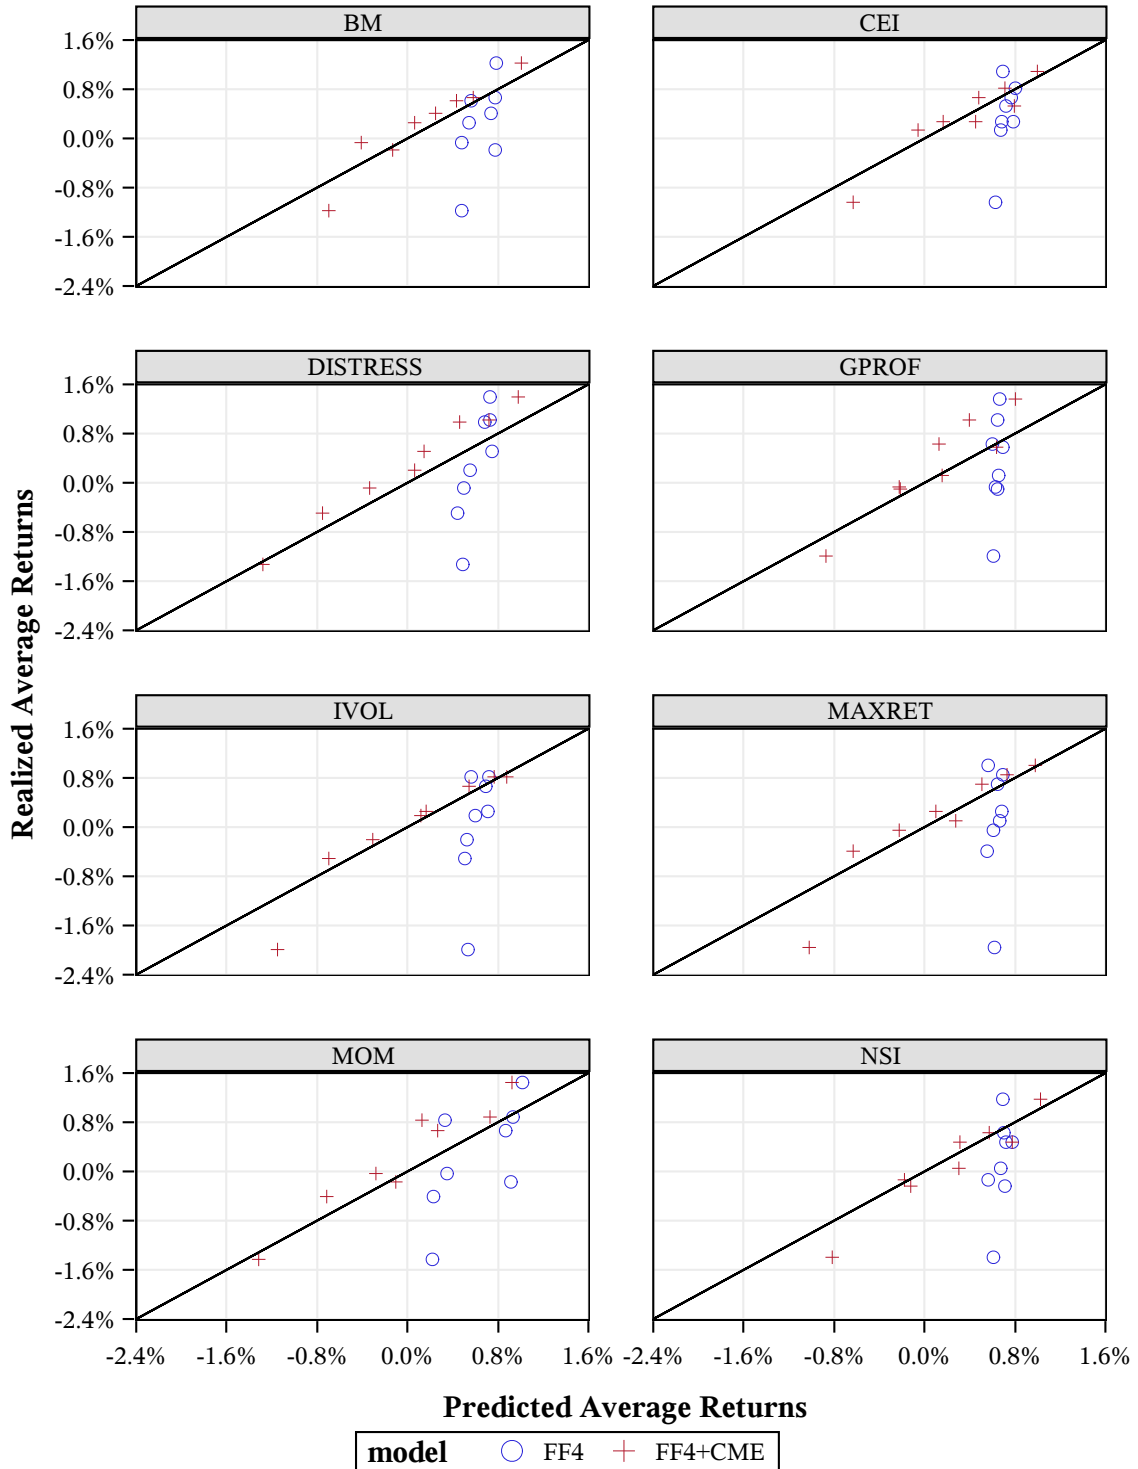 BM
CEI
1.6%
0.8%
0.0%
-0.8%
-1.6%
-2.4%
DISTRESS
GPROF
1.6%
0.8%
0.0%
-0.8%
-1.6%
-2.4%
Realized Average Returns
IVOL
MAXRET
1.6%
0.8%
0.0%
-0.8%
-1.6%
-2.4%
MOM
NSI
1.6%
0.8%
0.0%
-0.8%
-1.6%
-2.4%
-2.4% -1.6% -0.8% 0.0% 0.8% 1.6% -2.4% -1.6% -0.8% 0.0% 0.8% 1.6%
Predicted Average Returns
model FF4 FF4+CME